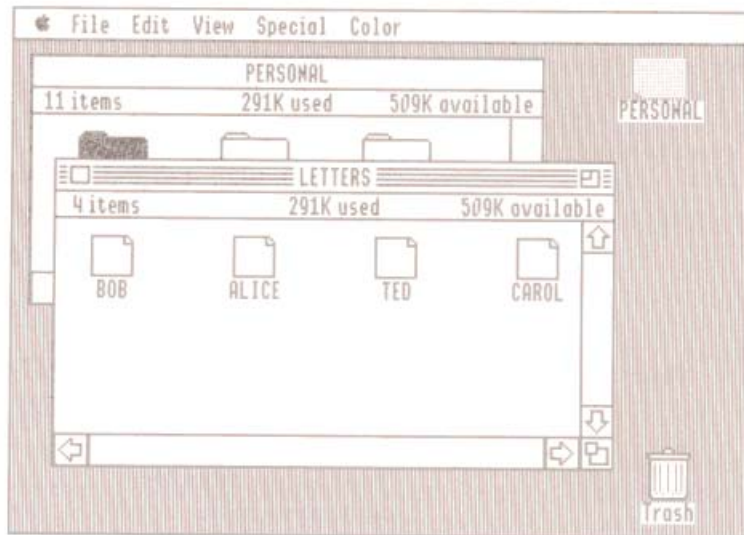 File Edit View Special Color
PERSONAL
11 items 291K used 509K available
PERSONAL
LETTERS
4 items 291K used 509K available
BOB ALICE TED CAROL
Trash